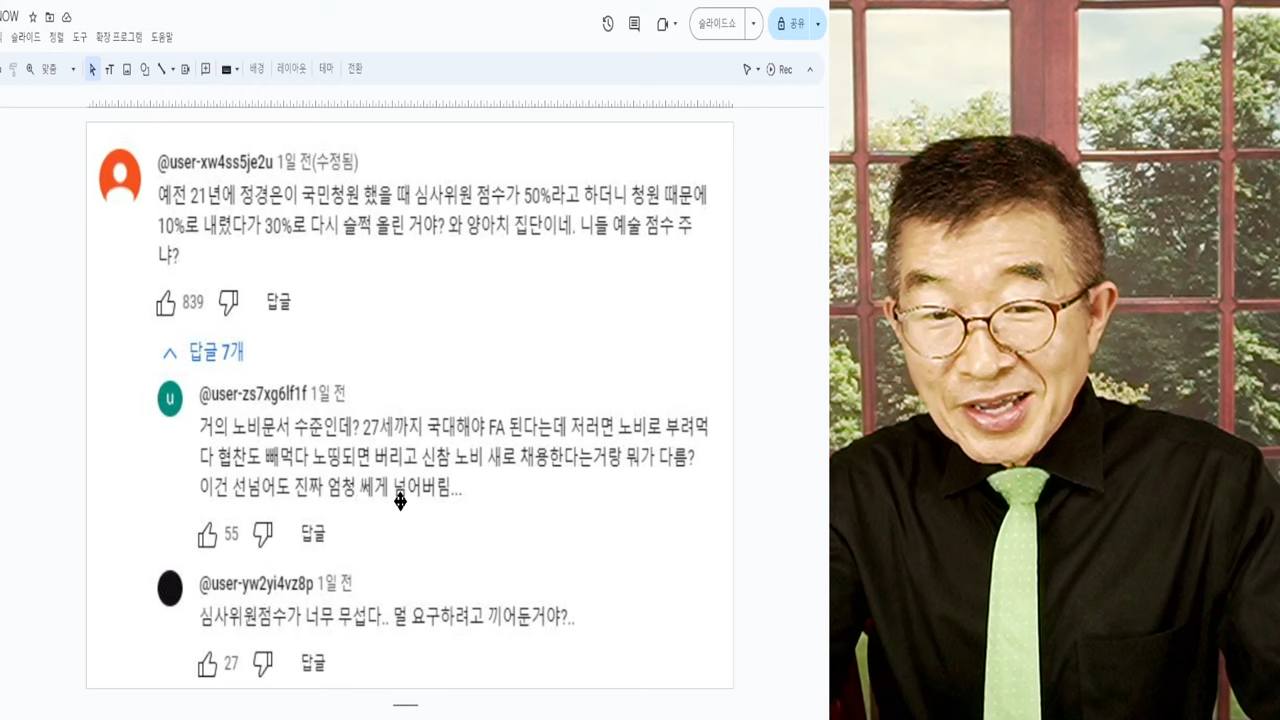 NOW
슬라이드 정렬 도구 확장 프로그램 도움말
슬라이드쇼
공유
맞춤
배경 레이아웃 테마 전환
Rec
@user-xw4ss5je2u 1일 전(수정됨)
예전 21년에 정경은이 국민청원 했을 때 심사위원 점수가 50%라고 하더니 청원 때문에
10%로 내렸다가 30%로 다시 슬쩍 올린 거야? 와 양아치 집단이네. 니들 예술 점수 주
냐?
839 답글
답글 7개
u
@user-zs7xg6lf1f 1일 전
거의 노비문서 수준인데? 27세까지 국대해야 FA 된다는데 저러면 노비로 부려먹
다 협찬도 빼먹다 노띵되면 버리고 신참 노비 새로 채용한다는거랑 뭐가 다름?
이건 선넘어도 진짜 엄청 쎄게 넘어버림...
55 답글
@user-yw2yi4vz8p 1일 전
심사위원점수가 너무 무섭다.. 멀 요구하려고 끼어둔거야?..
27 답글